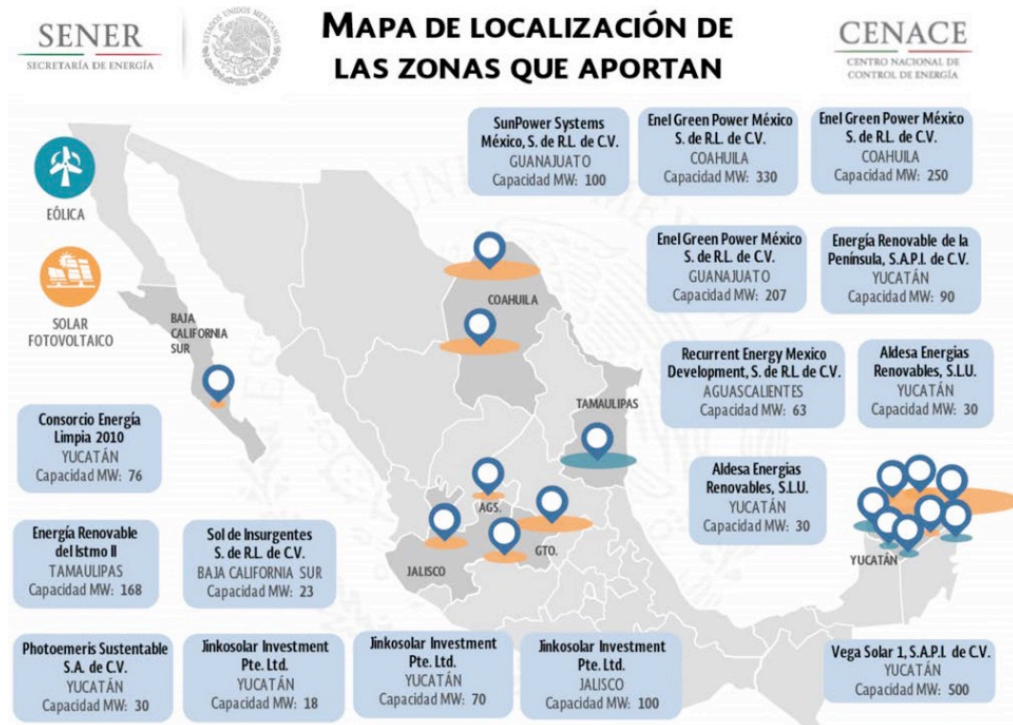 SENER
SECRETARÍA DE ENERGÍA
ESTADOS UNIDOS MEXICANOS
MAPA DE LOCALIZACIÓN DE
LAS ZONAS QUE APORTAN
CENACE
CENTRO NACIONAL DE
CONTROL DE ENERGÍA
EÓLICA
SOLAR
FOTOVOLTAICO
SunPower Systems
México, S. de R.L. de C.V.
GUANAJUATO
Capacidad MW: 100
Enel Green Power México
S. de R.L. de C.V.
COAHUILA
Capacidad MW: 330
Enel Green Power México
S. de R.L. de C.V.
COAHUILA
Capacidad MW: 250
Enel Green Power México
S. de R.L. de C.V.
GUANAJUATO
Capacidad MW: 207
Energía Renovable de la
Península, S.A.P.I. de C.V.
YUCATÁN
Capacidad MW: 90
Recurrent Energy Mexico
Development, S. de R.L. de C.V.
AGUASCALIENTES
Capacidad MW: 63
Aldesa Energias
Renovables, S.L.U.
YUCATÁN
Capacidad MW: 30
Aldesa Energias
Renovables, S.L.U.
YUCATÁN
Capacidad MW: 30
BAJA
CALIFORNIA
SUR
COAHUILA
TAMAULIPAS
AGS.
GTO.
JALISCO
YUCATÁN
Consorcio Energía
Limpia 2010
YUCATÁN
Capacidad MW: 76
Energía Renovable
del Istmo II
TAMAULIPAS
Capacidad MW: 168
Sol de Insurgentes
S. de R.L. de C.V.
BAJA CALIFORNIA SUR
Capacidad MW: 23
Photoemeris Sustentable
S.A. de C.V.
YUCATÁN
Capacidad MW: 30
Jinkosolar Investment
Pte. Ltd.
YUCATÁN
Capacidad MW: 18
Jinkosolar Investment
Pte. Ltd.
YUCATÁN
Capacidad MW: 70
Jinkosolar Investment
Pte. Ltd.
JALISCO
Capacidad MW: 100
Vega Solar 1, S.A.P.I. de C.V.
YUCATÁN
Capacidad MW: 500